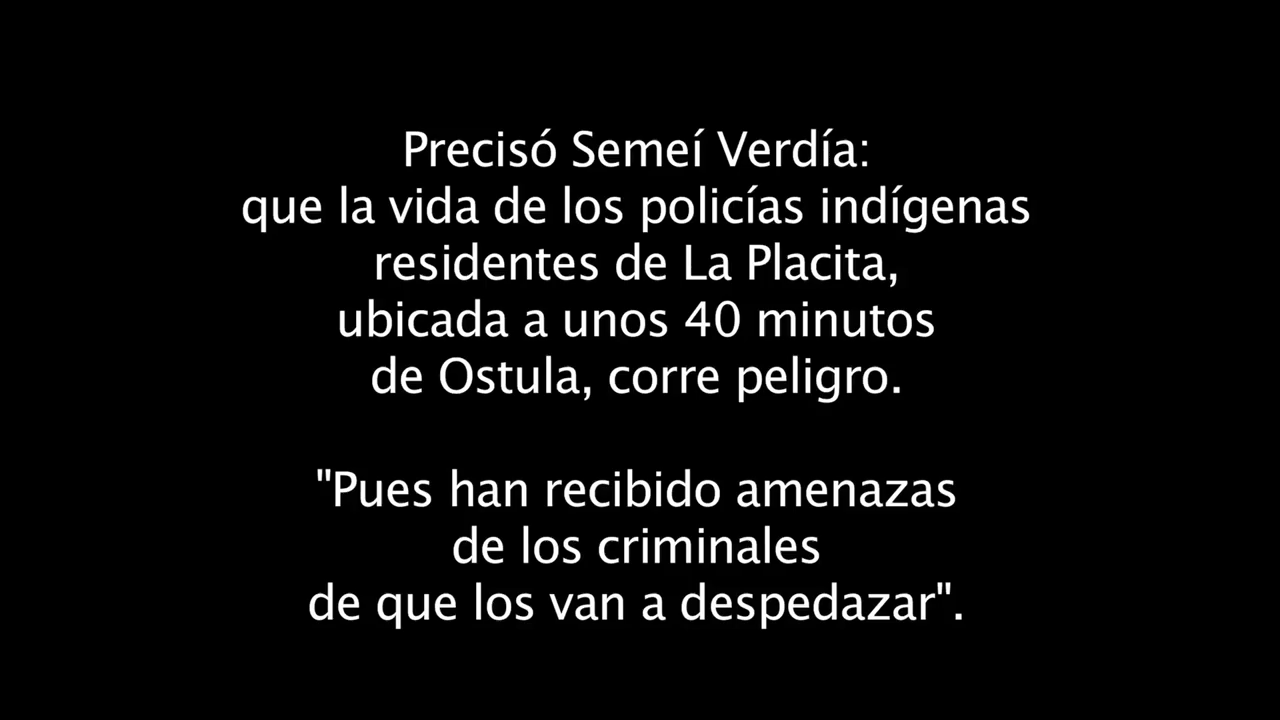 Precisó Semeí Verdía:
que la vida de los policías indígenas
residentes de La Placita,
ubicada a unos 40 minutos
de Ostula, corre peligro.
"Pues han recibido amenazas
de los criminales
de que los van a despedazar".